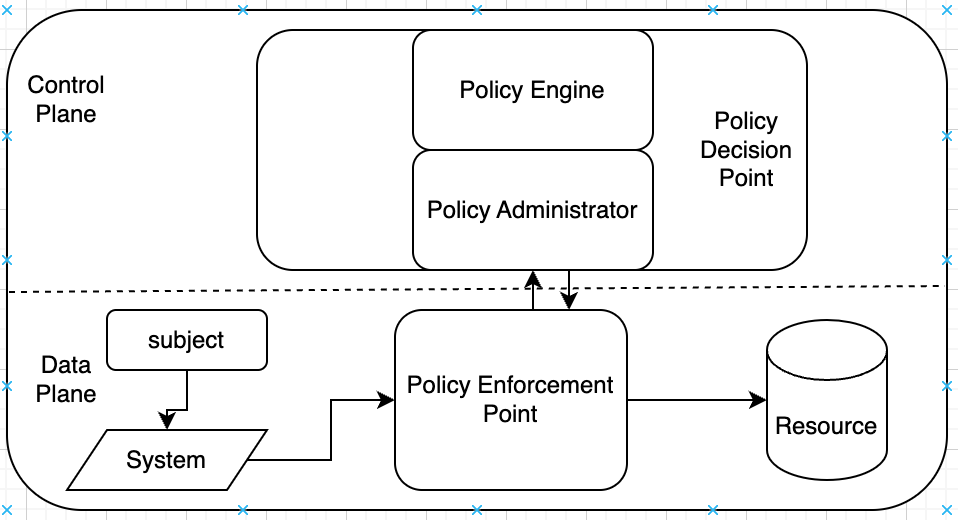 Control
Plane
Policy Engine
Policy
Decision
Point
Policy Administrator
subject
Data
Plane
System
Policy Enforcement
Point
Resource